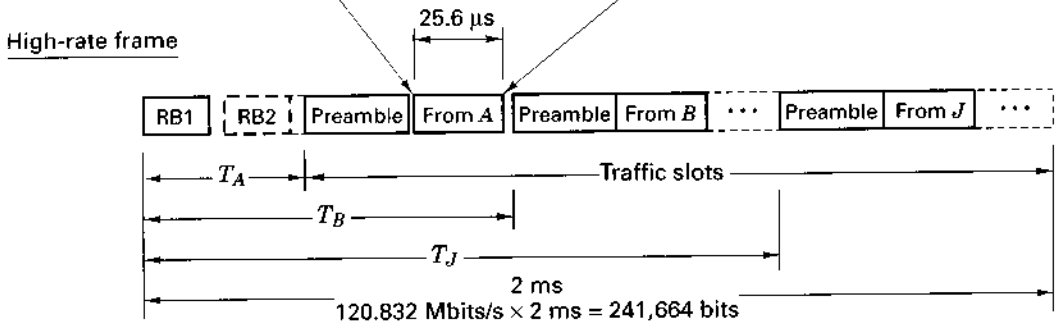 25.6 μs
High-rate frame
RB1 RB2 Preamble From A Preamble From B ··· Preamble From J ···
T_A Traffic slots
T_B
T_J
2 ms
120.832 Mbits/s × 2 ms = 241,664 bits